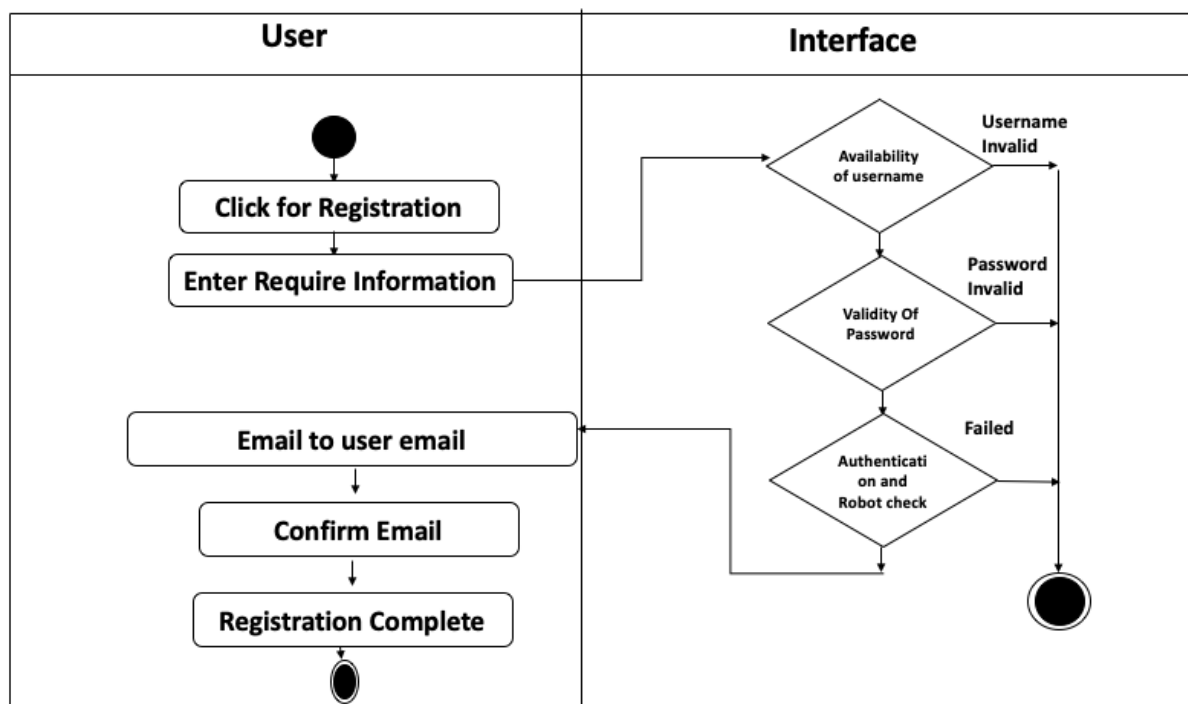 User
Interface
Click for Registration
Enter Require Information
Availability
of username
Username
Invalid
Validity Of
Password
Password
Invalid
Authenticati
on and
Robot check
Failed
Email to user email
Confirm Email
Registration Complete